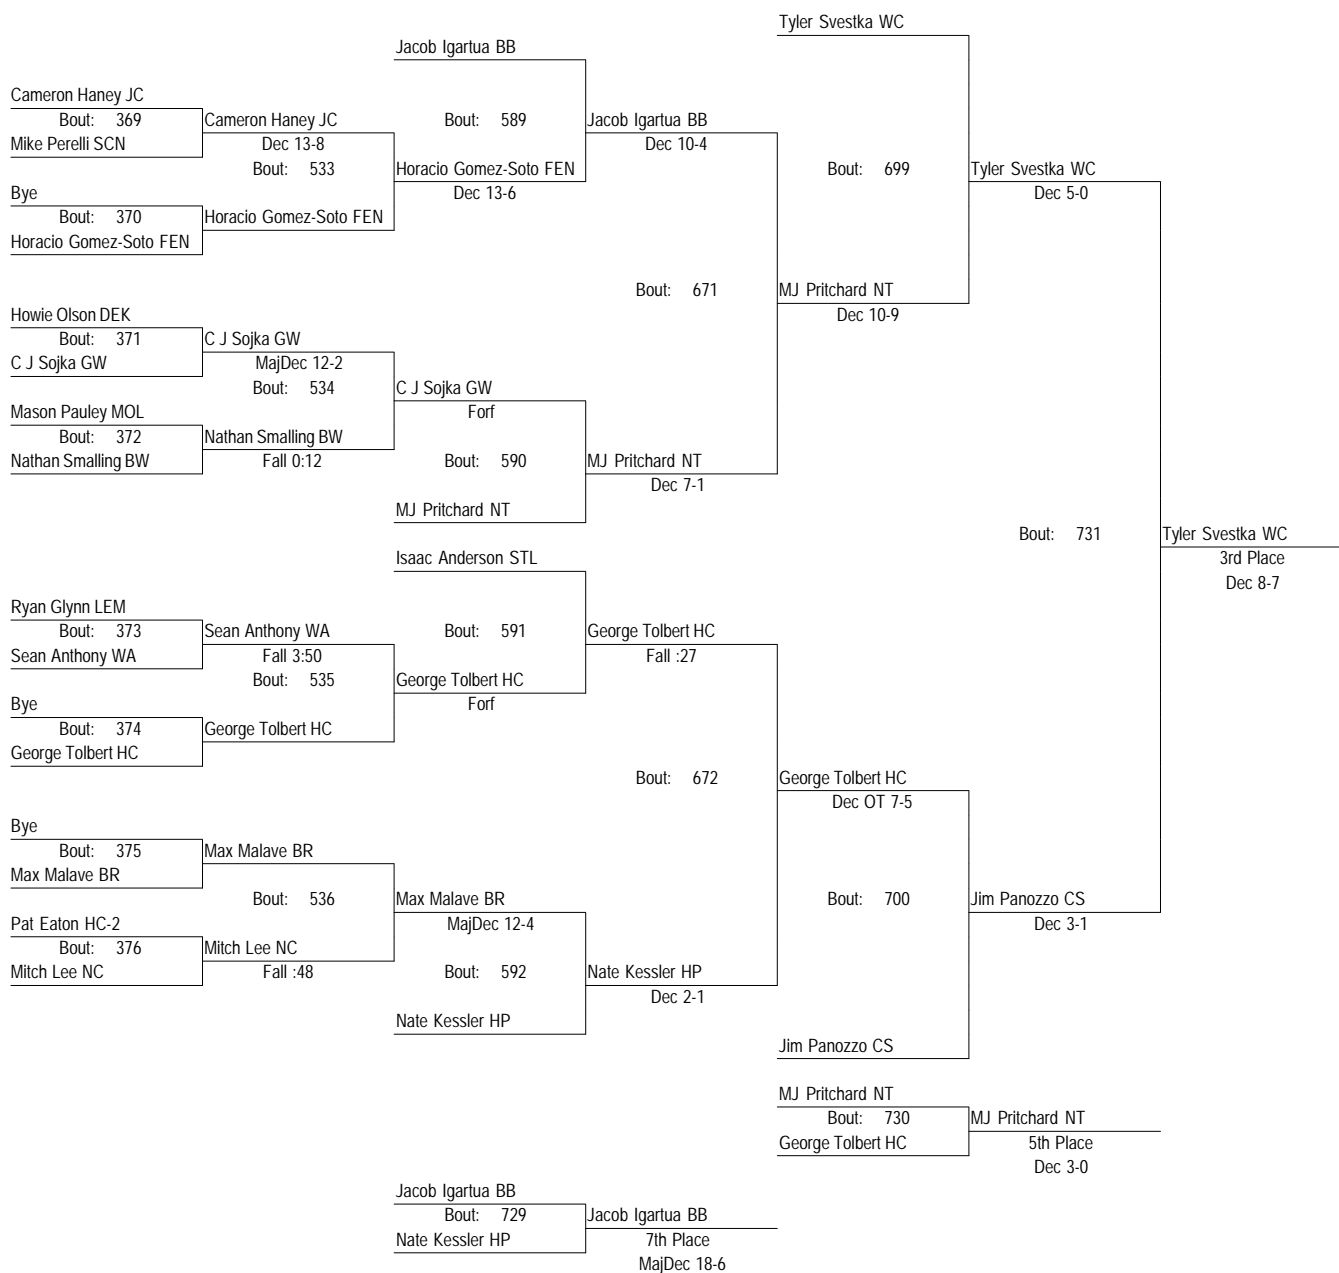 Tyler Svestka WC
Jacob Igartua BB
Cameron Haney JC
Bout: 369
Cameron Haney JC
Bout: 589
Jacob Igartua BB
Mike Perelli SCN
Dec 13-8
Dec 10-4
Bout: 533
Horacio Gomez-Soto FEN
Bout: 699
Tyler Svestka WC
Bye
Dec 13-6
Dec 5-0
Bout: 370
Horacio Gomez-Soto FEN
Horacio Gomez-Soto FEN
Bout: 671
MJ Pritchard NT
Howie Olson DEK
Dec 10-9
Bout: 371
C J Sojka GW
C J Sojka GW
MajDec 12-2
Bout: 534
C J Sojka GW
Mason Pauley MOL
Forf
Bout: 372
Nathan Smalling BW
Nathan Smalling BW
Fall 0:12
Bout: 590
MJ Pritchard NT
Dec 7-1
MJ Pritchard NT
Bout: 731
Tyler Svestka WC
Isaac Anderson STL
3rd Place
Dec 8-7
Ryan Glynn LEM
Bout: 373
Sean Anthony WA
Bout: 591
George Tolbert HC
Sean Anthony WA
Fall 3:50
Fall :27
Bout: 535
George Tolbert HC
Bye
Forf
Bout: 374
George Tolbert HC
George Tolbert HC
Bout: 672
George Tolbert HC
Dec OT 7-5
Bye
Bout: 375
Max Malave BR
Max Malave BR
Bout: 536
Max Malave BR
Bout: 700
Jim Panozzo CS
Pat Eaton HC-2
MajDec 12-4
Dec 3-1
Bout: 376
Mitch Lee NC
Mitch Lee NC
Fall :48
Bout: 592
Nate Kessler HP
Dec 2-1
Nate Kessler HP
Jim Panozzo CS
MJ Pritchard NT
Bout: 730
MJ Pritchard NT
George Tolbert HC
5th Place
Dec 3-0
Jacob Igartua BB
Bout: 729
Jacob Igartua BB
Nate Kessler HP
7th Place
MajDec 18-6